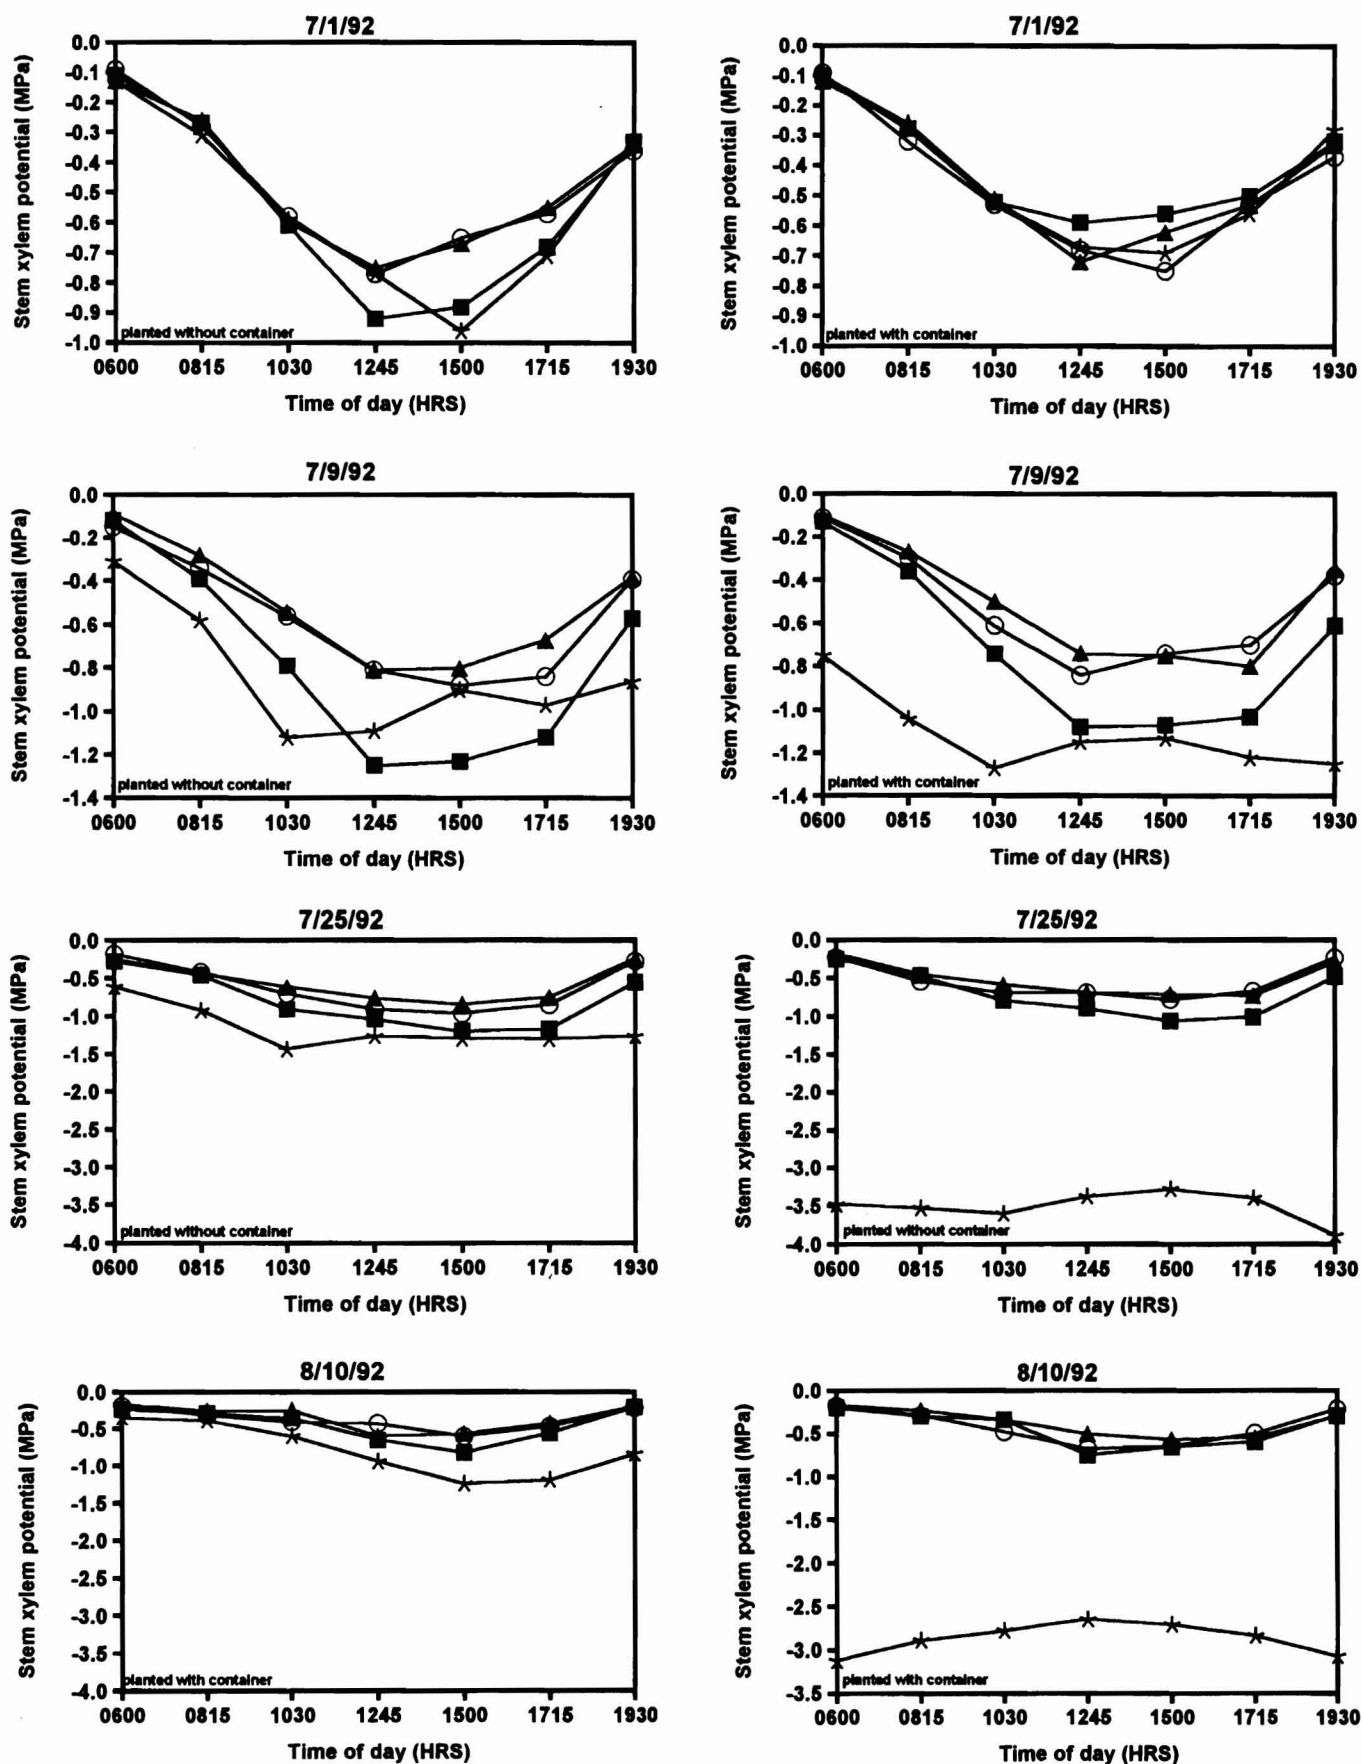 7/1/92
0.0
-0.1
-0.2
-0.3
-0.4
-0.5
-0.6
-0.7
-0.8
-0.9
-1.0
Stem xylem potential (MPa)
planted without container
0600 0815 1030 1245 1500 1715 1930
Time of day (HRS)
7/1/92
0.0
-0.1
-0.2
-0.3
-0.4
-0.5
-0.6
-0.7
-0.8
-0.9
-1.0
Stem xylem potential (MPa)
planted with container
0600 0815 1030 1245 1500 1715 1930
Time of day (HRS)
7/9/92
0.0
-0.2
-0.4
-0.6
-0.8
-1.0
-1.2
-1.4
Stem xylem potential (MPa)
planted without container
0600 0815 1030 1245 1500 1715 1930
Time of day (HRS)
7/9/92
0.0
-0.2
-0.4
-0.6
-0.8
-1.0
-1.2
-1.4
Stem xylem potential (MPa)
planted with container
0600 0815 1030 1245 1500 1715 1930
Time of day (HRS)
7/25/92
0.0
-0.5
-1.0
-1.5
-2.0
-2.5
-3.0
-3.5
-4.0
Stem xylem potential (MPa)
planted without container
0600 0815 1030 1245 1500 1715 1930
Time of day (HRS)
7/25/92
0.0
-0.5
-1.0
-1.5
-2.0
-2.5
-3.0
-3.5
-4.0
Stem xylem potential (MPa)
planted without container
0600 0815 1030 1245 1500 1715 1930
Time of day (HRS)
8/10/92
0.0
-0.5
-1.0
-1.5
-2.0
-2.5
-3.0
-3.5
-4.0
Stem xylem potential (MPa)
planted with container
0600 0815 1030 1245 1500 1715 1930
Time of day (HRS)
8/10/92
0.0
-0.5
-1.0
-1.5
-2.0
-2.5
-3.0
-3.5
Stem xylem potential (MPa)
planted with container
0600 0815 1030 1245 1500 1715 1930
Time of day (HRS)